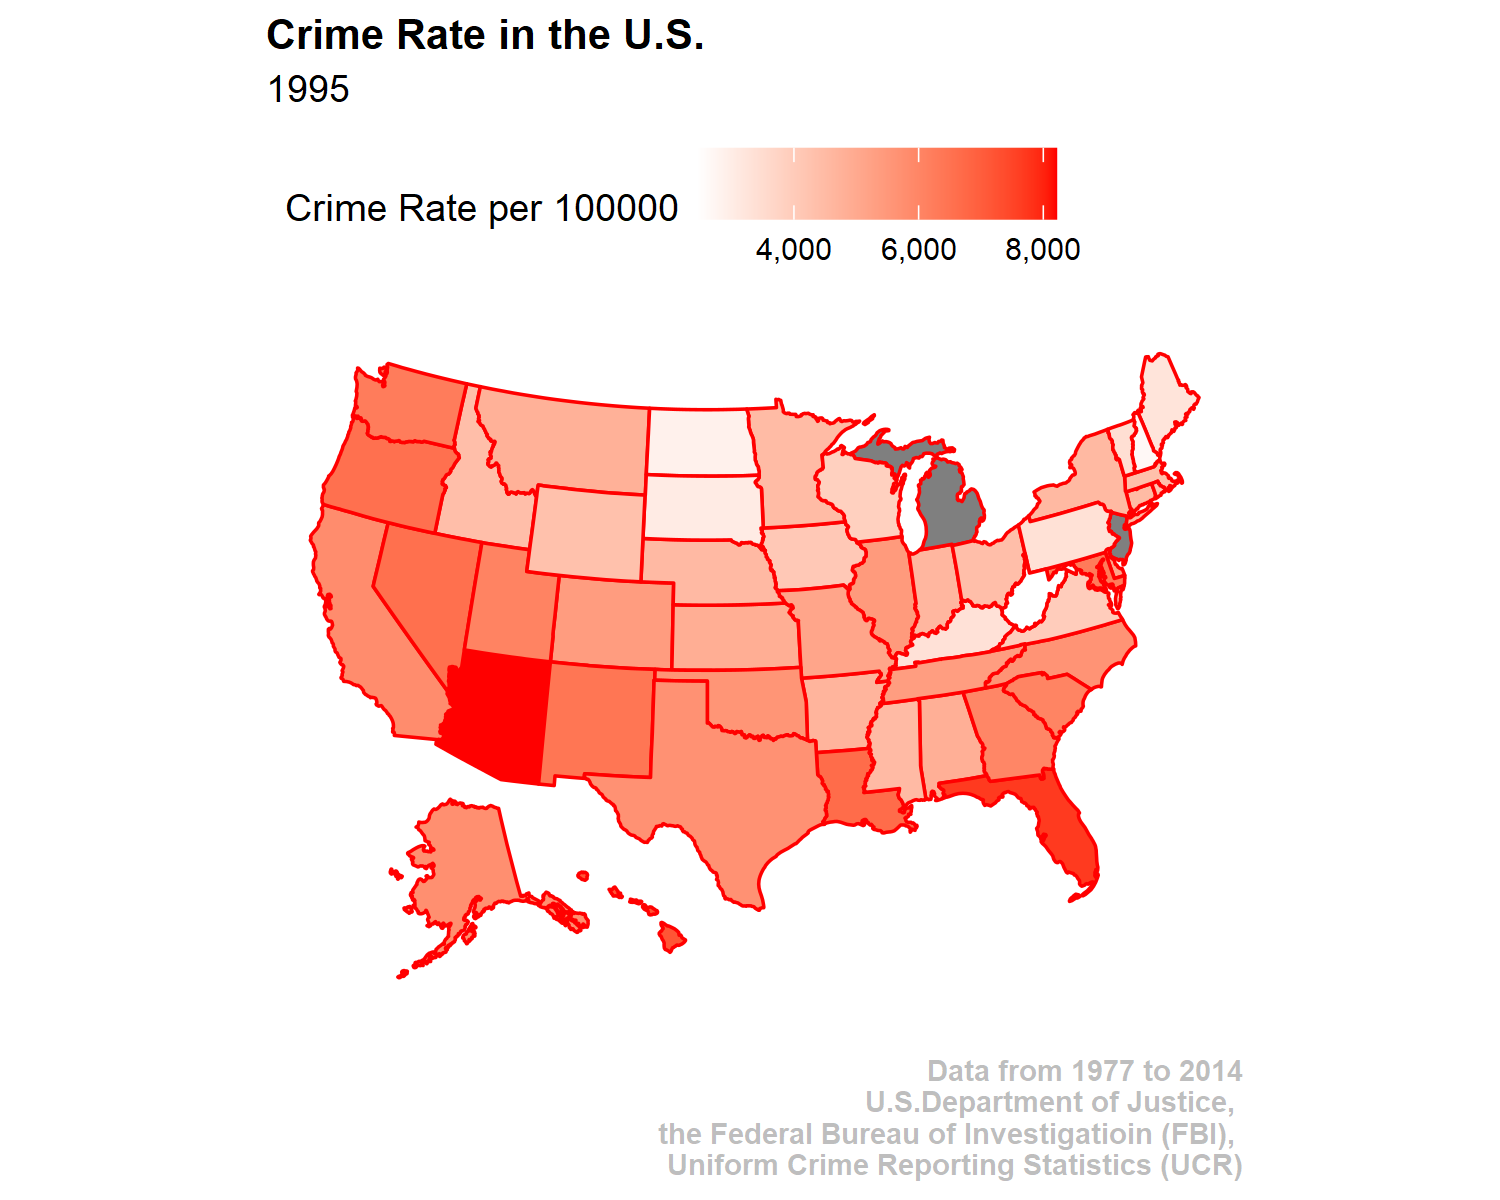 Crime Rate in the U.S.
1995
Crime Rate per 100000
4,000 6,000 8,000
Data from 1977 to 2014
U.S.Department of Justice,
the Federal Bureau of Investigatioin (FBI),
Uniform Crime Reporting Statistics (UCR)